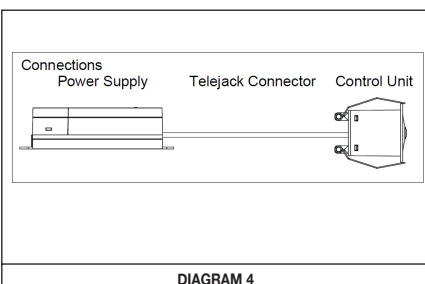 Connections
Power Supply Telejack Connector Control Unit
DIAGRAM 4